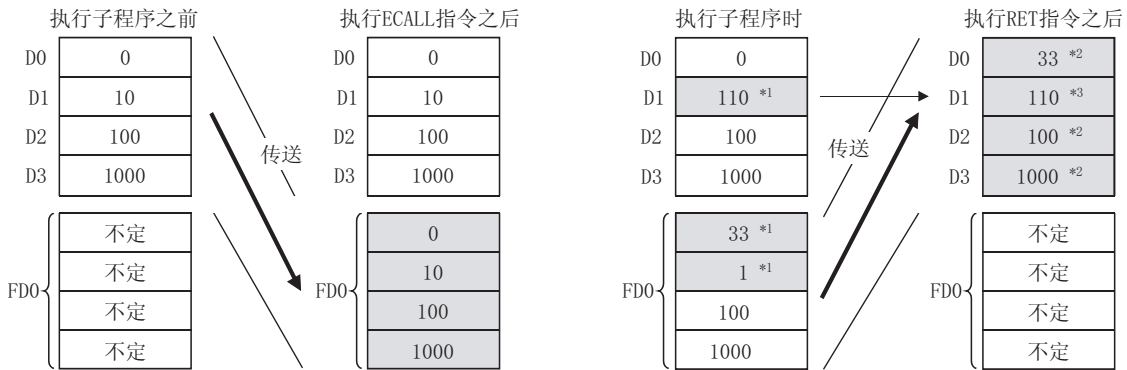 执行子程序之前
D0 0
D1 10
D2 100
D3 1000
FD0
不定
不定
不定
不定
传送
执行ECALL指令之后
D0 0
D1 10
D2 100
D3 1000
FD0
0
10
100
1000
执行子程序时
D0 0
D1 110 *1
D2 100
D3 1000
FD0
33 *1
1 *1
100
1000
传送
执行RET指令之后
D0 33 *2
D1 110 *3
D2 100 *2
D3 1000 *2
FD0
不定
不定
不定
不定